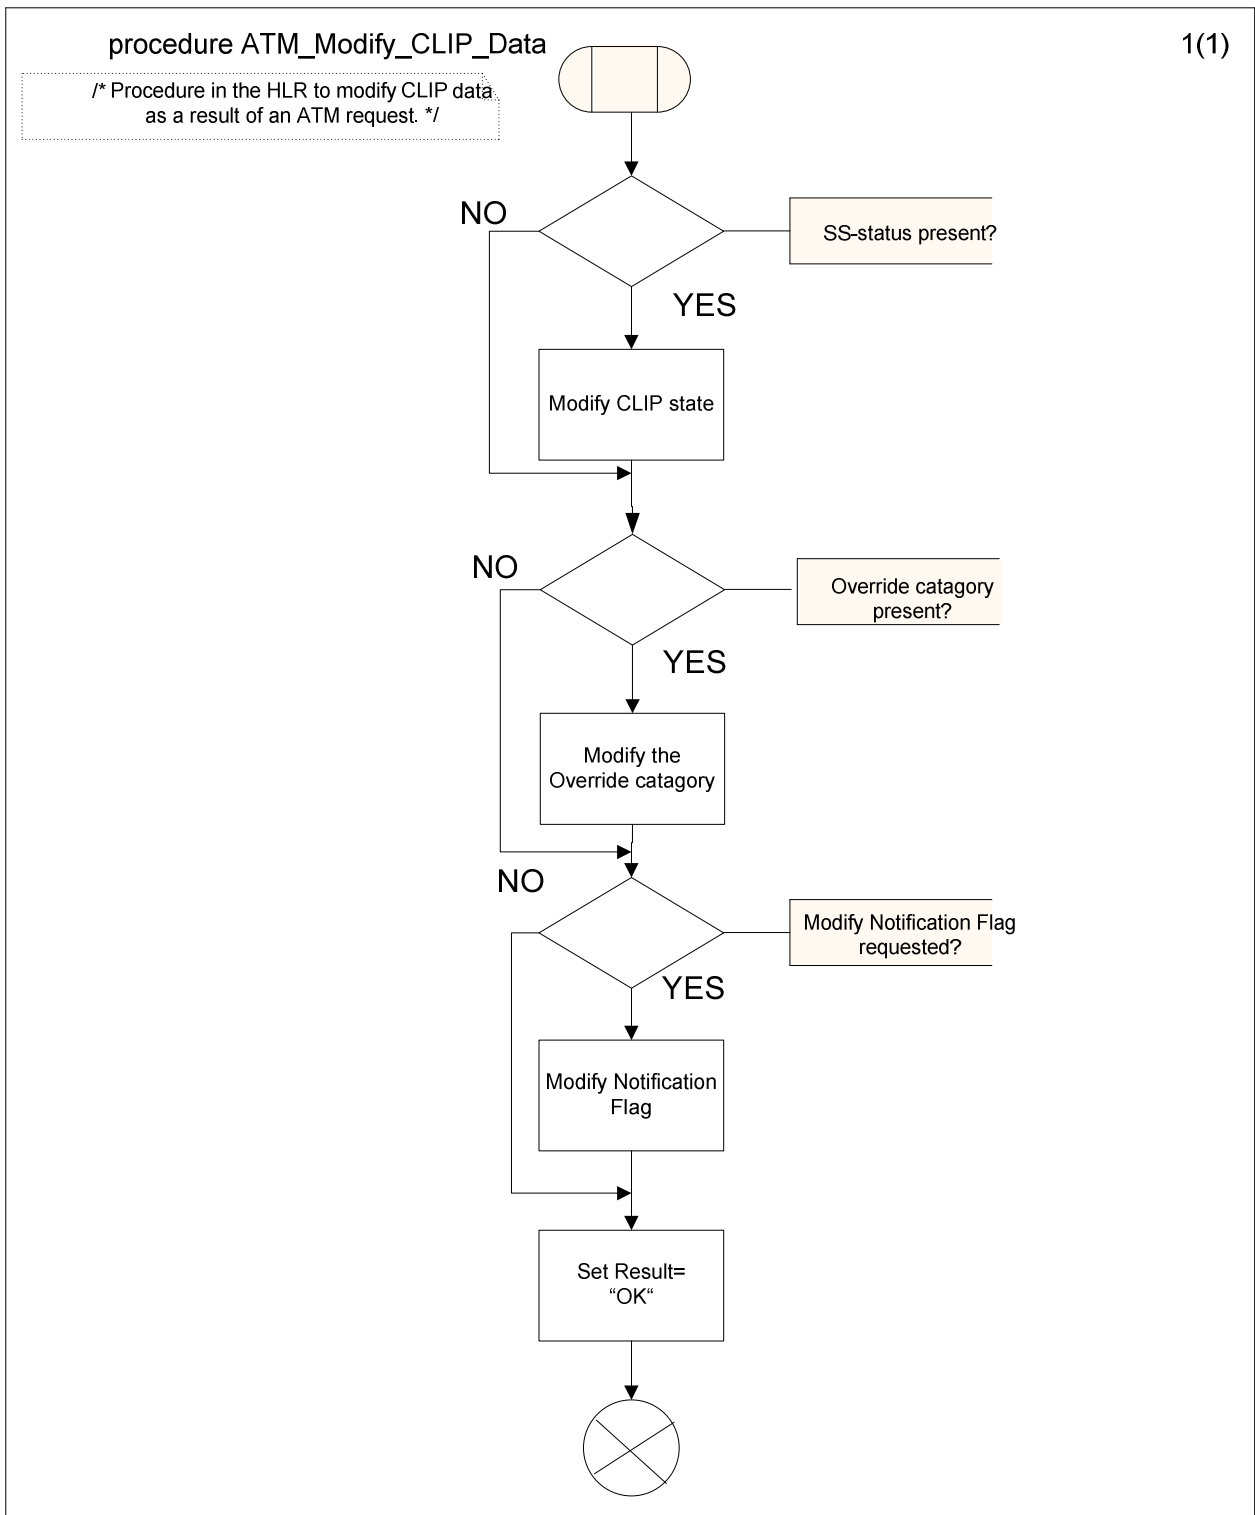 procedure ATM_Modify_CLIP_Data
1(1)
/* Procedure in the HLR to modify CLIP data
as a result of an ATM request. */
NO
SS-status present?
YES
Modify CLIP state
NO
Override catagory
present?
YES
Modify the
Override catagory
NO
Modify Notification Flag
requested?
YES
Modify Notification
Flag
Set Result=
“OK“